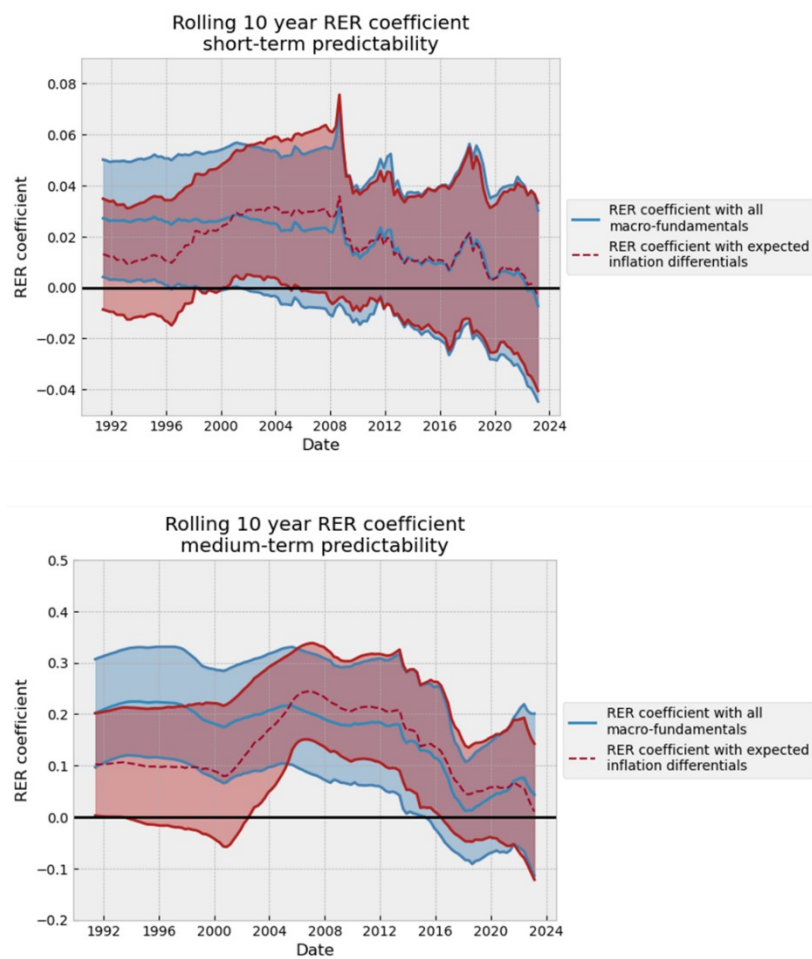 Rolling 10 year RER coefficient
short-term predictability
0.08
0.06
0.04
0.02
0.00
−0.02
−0.04
RER coefficient
1992 1996 2000 2004 2008 2012 2016 2020 2024
Date
RER coefficient with all
macro-fundamentals
RER coefficient with expected
inflation differentials
Rolling 10 year RER coefficient
medium-term predictability
0.5
0.4
0.3
0.2
0.1
0.0
−0.1
−0.2
RER coefficient
1992 1996 2000 2004 2008 2012 2016 2020 2024
Date
RER coefficient with all
macro-fundamentals
RER coefficient with expected
inflation differentials